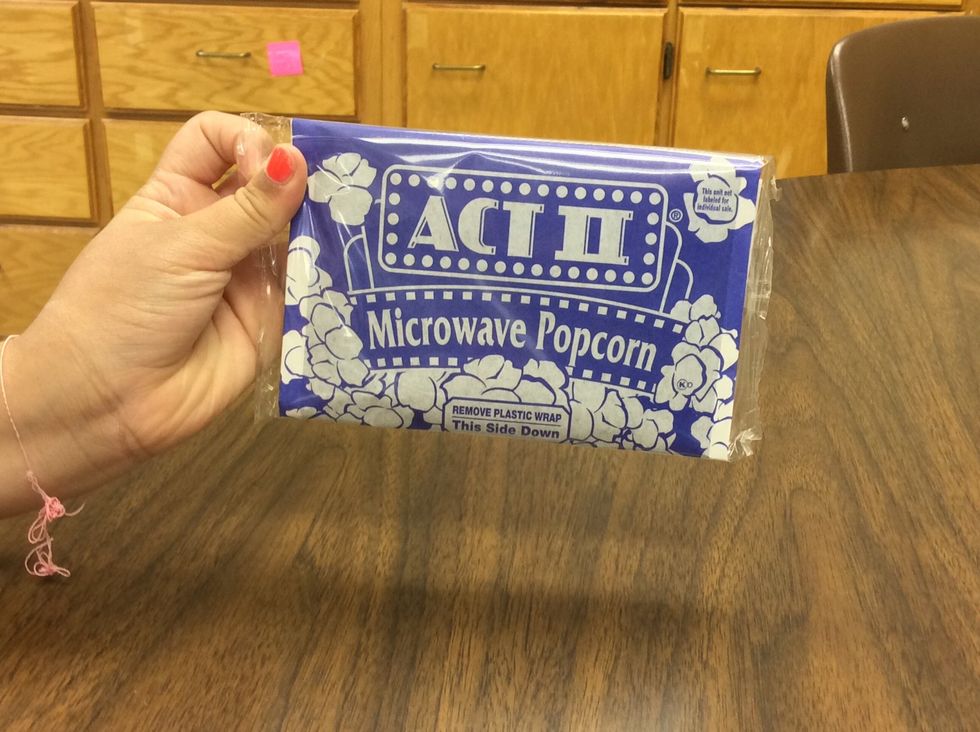 This unit not
labeled for
individual sale.
ACT II®
Microwave Popcorn
K
REMOVE PLASTIC WRAP
This Side Down